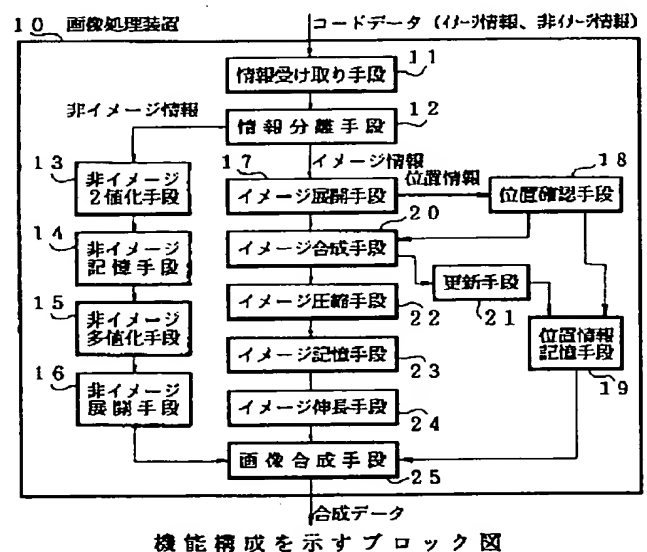 10 画像処理装置
コードデータ（イメージ情報、非イメージ情報）
情報受け取り手段
11
非イメージ情報
情報分離手段
12
イメージ情報
13
非イメージ
2値化手段
17
イメージ展開手段
位置情報
位置確認手段
18
14
非イメージ
記憶手段
イメージ合成手段
20
更新手段
21
15
非イメージ
多値化手段
イメージ圧縮手段
22
位置情報
記憶手段
19
イメージ記憶手段
23
16
非イメージ
展開手段
イメージ伸長手段
24
画像合成手段
25
合成データ
機能構成を示すブロック図